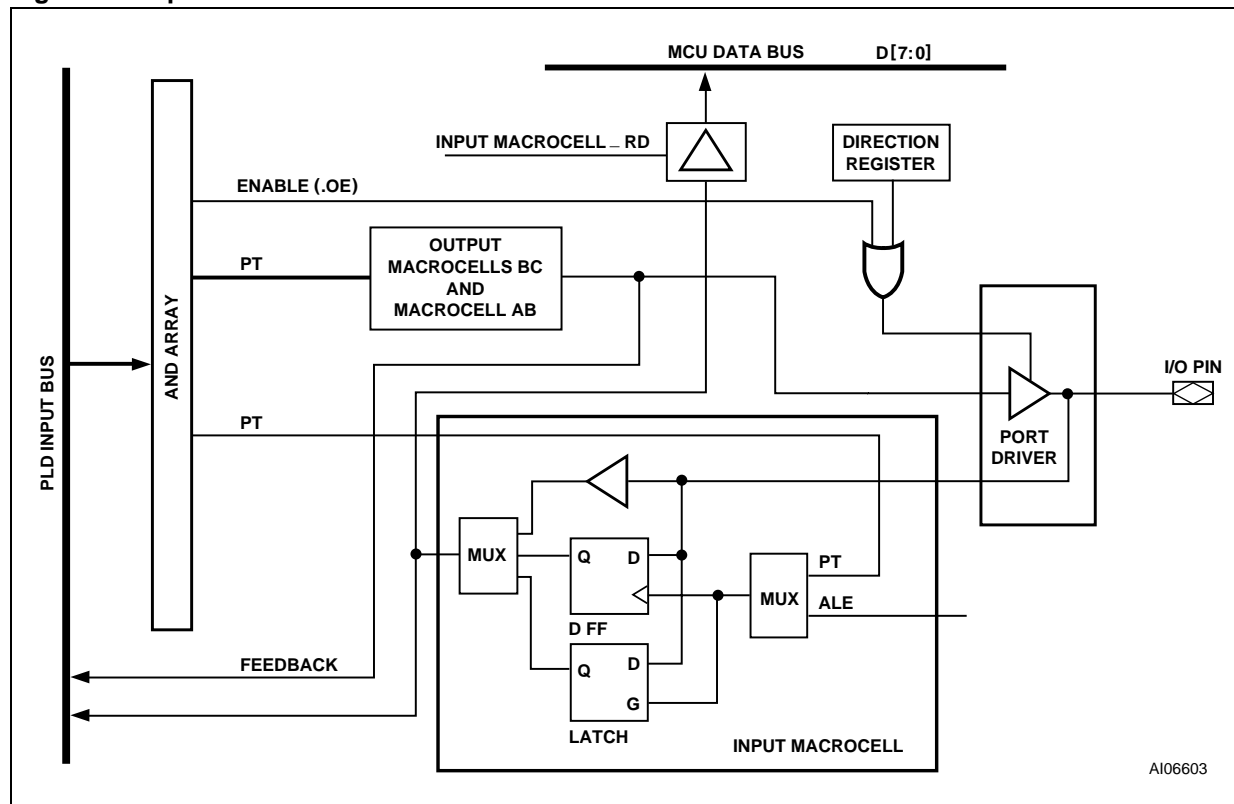 MCU DATA BUS D[7:0]
INPUT MACROCELL _ RD
DIRECTION
REGISTER
ENABLE (.OE)
PT
OUTPUT
MACROCELLS BC
AND
MACROCELL AB
AND ARRAY
PLD INPUT BUS
I/O PIN
PORT
DRIVER
PT
MUX
Q D
D FF
MUX
PT
ALE
FEEDBACK
Q D
G
LATCH
INPUT MACROCELL
AI06603